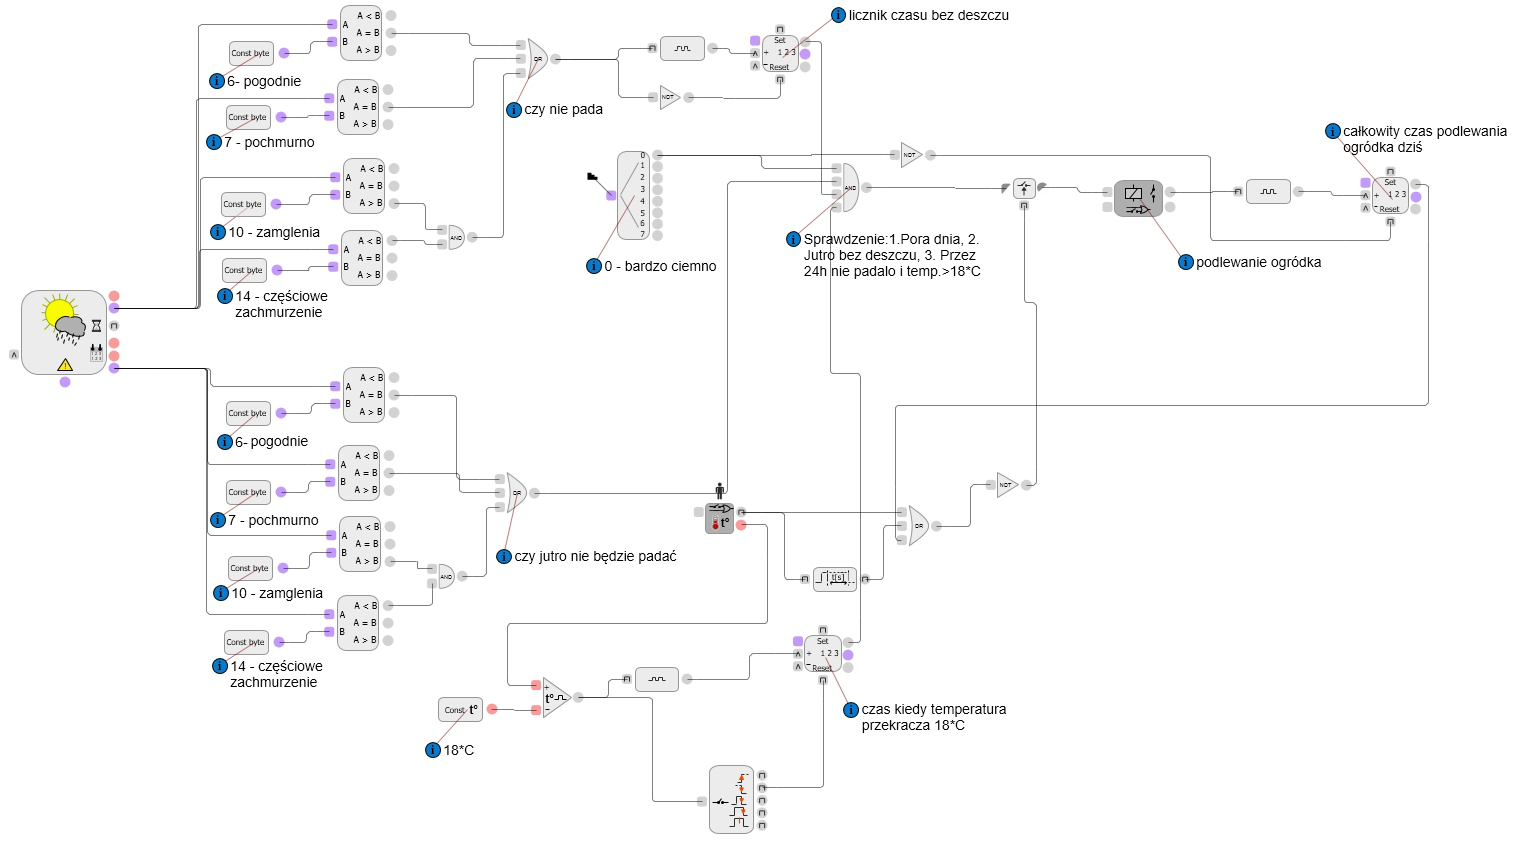 A < B
A = B
A > B
A
B
Const byte
6- pogodnie
A < B
A = B
A > B
A
B
Const byte
7 - pochmurno
A < B
A = B
A > B
A
B
Const byte
10 - zamglenia
A < B
A = B
A > B
A
B
Const byte
14 - częściowe
zachmurzenie
AND
OR
czy nie pada
NOT
Set
+ 1 2 3
-
Reset
licznik czasu bez deszczu
0
1
2
3
4
5
6
7
0 - bardzo ciemno
NOT
AND
Sprawdzenie:1.Pora dnia, 2.
Jutro bez deszczu, 3. Przez
24h nie padalo i temp.>18*C
podlewanie ogródka
całkowity czas podlewania
ogródka dziś
Set
+ 1 2 3
-
Reset
A < B
A = B
A > B
A
B
Const byte
6- pogodnie
A < B
A = B
A > B
A
B
Const byte
7 - pochmurno
A < B
A = B
A > B
A
B
Const byte
10 - zamglenia
A < B
A = B
A > B
A
B
Const byte
14 - częściowe
zachmurzenie
AND
OR
czy jutro nie będzie padać
t°
t[s]
OR
NOT
Const t°
18*C
+
t°
-
Set
+ 1 2 3
-
Reset
czas kiedy temperatura
przekracza 18*C